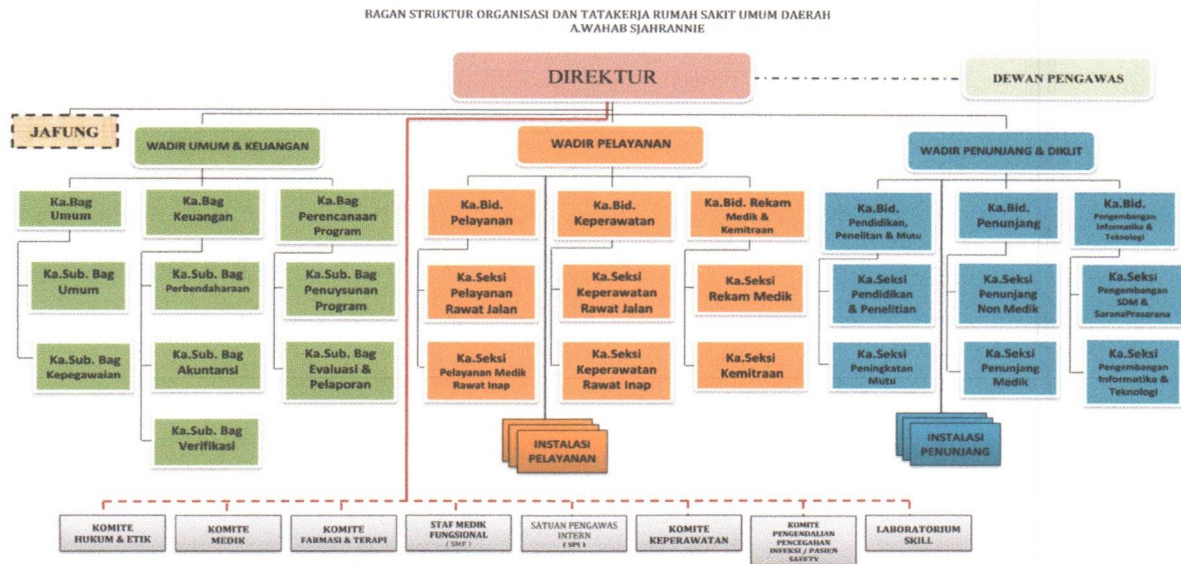 BAGAN STRUKTUR ORGANISASI DAN TATAKERJA RUMAH SAKIT UMUM DAERAH
A.WAHAB SJAHRANNIE
DIREKTUR
DEWAN PENGAWAS
JAFUNG
WADIR UMUM & KEUANGAN
WADIR PELAYANAN
WADIR PENUNJANG & DIKLIT
Ka.Bag
Umum
Ka.Bag
Keuangan
Ka.Bag
Perencanaan
Program
Ka.Bid.
Pelayanan
Ka.Bid.
Keperawatan
Ka.Bid. Rekam
Medik &
Kemitraan
Ka.Bid.
Pendidikan,
Penelitan & Mutu
Ka.Bid.
Penunjang
Ka.Bid.
Pengembangan
Informatika &
Teknologi
Ka.Sub. Bag
Umum
Ka.Sub. Bag
Perbendaharaan
Ka.Sub. Bag
Penuysunan
Program
Ka.Seksi
Pelayanan
Rawat Jalan
Ka.Seksi
Keperawatan
Rawat Jalan
Ka.Seksi
Rekam Medik
Ka.Seksi
Pendidikan
& Penelitian
Ka.Seksi
Penunjang
Non Medik
Ka.Seksi
Pengembangan
SDM &
SaranaPrasarana
Ka.Sub. Bag
Kepegawaian
Ka.Sub. Bag
Akuntansi
Ka.Sub. Bag
Evaluasi &
Pelaporan
Ka.Seksi
Pelayanan Medik
Rawat Inap
Ka.Seksi
Keperawatan
Rawat Inap
Ka.Seksi
Kemitraan
Ka.Seksi
Peningkatan
Mutu
Ka.Seksi
Penunjang
Medik
Ka.Seksi
Pengembangan
Informatika &
Teknologi
Ka.Sub. Bag
Verifikasi
INSTALASI
PELAYANAN
INSTALASI
PENUNJANG
KOMITE
HUKUM & ETIK
KOMITE
MEDIK
KOMITE
FARMASI & TERAPI
STAF MEDIK
FUNGSIONAL
( SMF )
SATUAN PENGAWAS
INTERN
( SPI )
KOMITE
KEPERAWATAN
KOMITE
PENGENDALIAN
PENCEGAHAN
INFEKSI / PASIEN
SAFETY
LABORATORIUM
SKILL